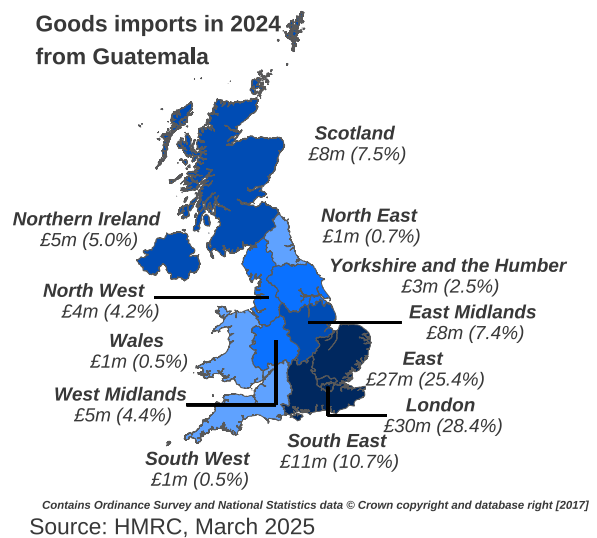 Goods imports in 2024
from Guatemala
Scotland
£8m (7.5%)
Northern Ireland
£5m (5.0%)
North East
£1m (0.7%)
Yorkshire and the Humber
£3m (2.5%)
North West
£4m (4.2%)
East Midlands
£8m (7.4%)
Wales
£1m (0.5%)
East
£27m (25.4%)
West Midlands
£5m (4.4%)
London
£30m (28.4%)
South East
£11m (10.7%)
South West
£1m (0.5%)
Contains Ordinance Survey and National Statistics data © Crown copyright and database right [2017]
Source: HMRC, March 2025